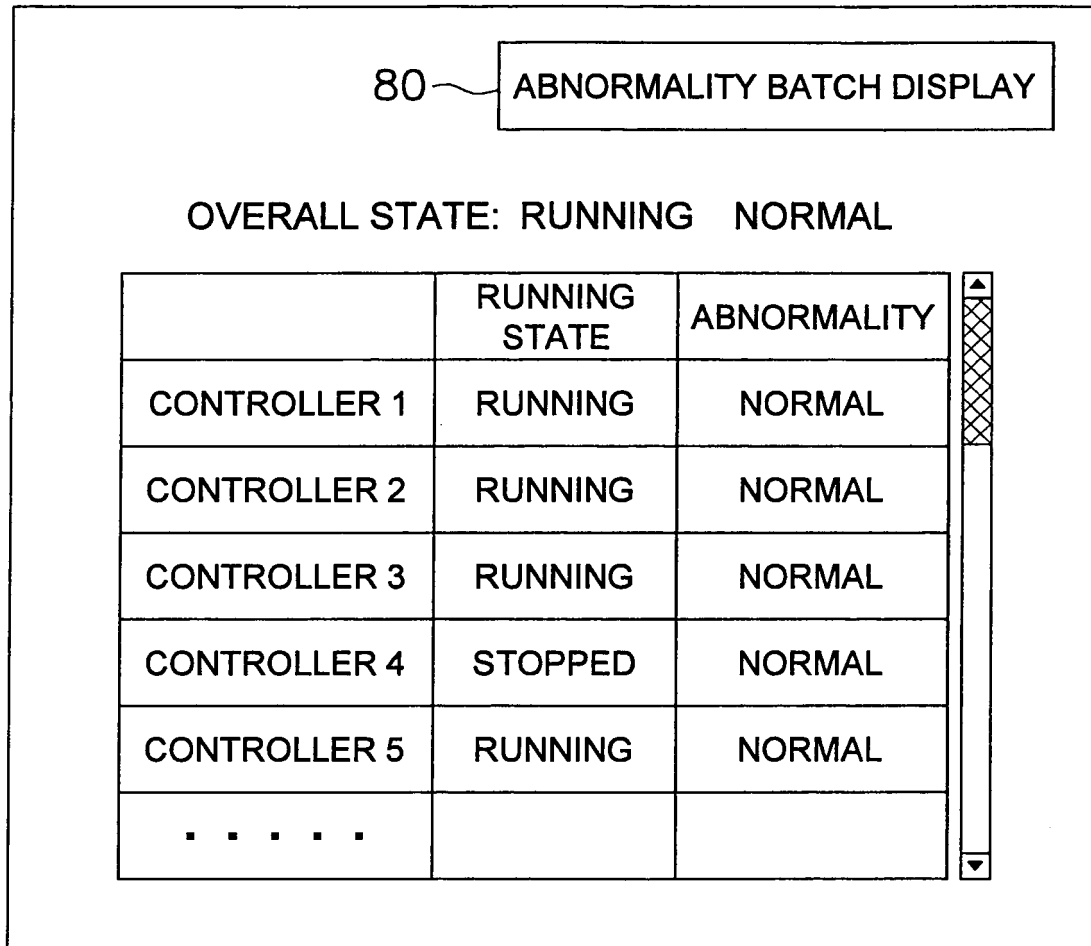 80 ABNORMALITY BATCH DISPLAY
OVERALL STATE: RUNNING NORMAL
RUNNING STATE ABNORMALITY
CONTROLLER 1 RUNNING NORMAL
CONTROLLER 2 RUNNING NORMAL
CONTROLLER 3 RUNNING NORMAL
CONTROLLER 4 STOPPED NORMAL
CONTROLLER 5 RUNNING NORMAL
. . . . .